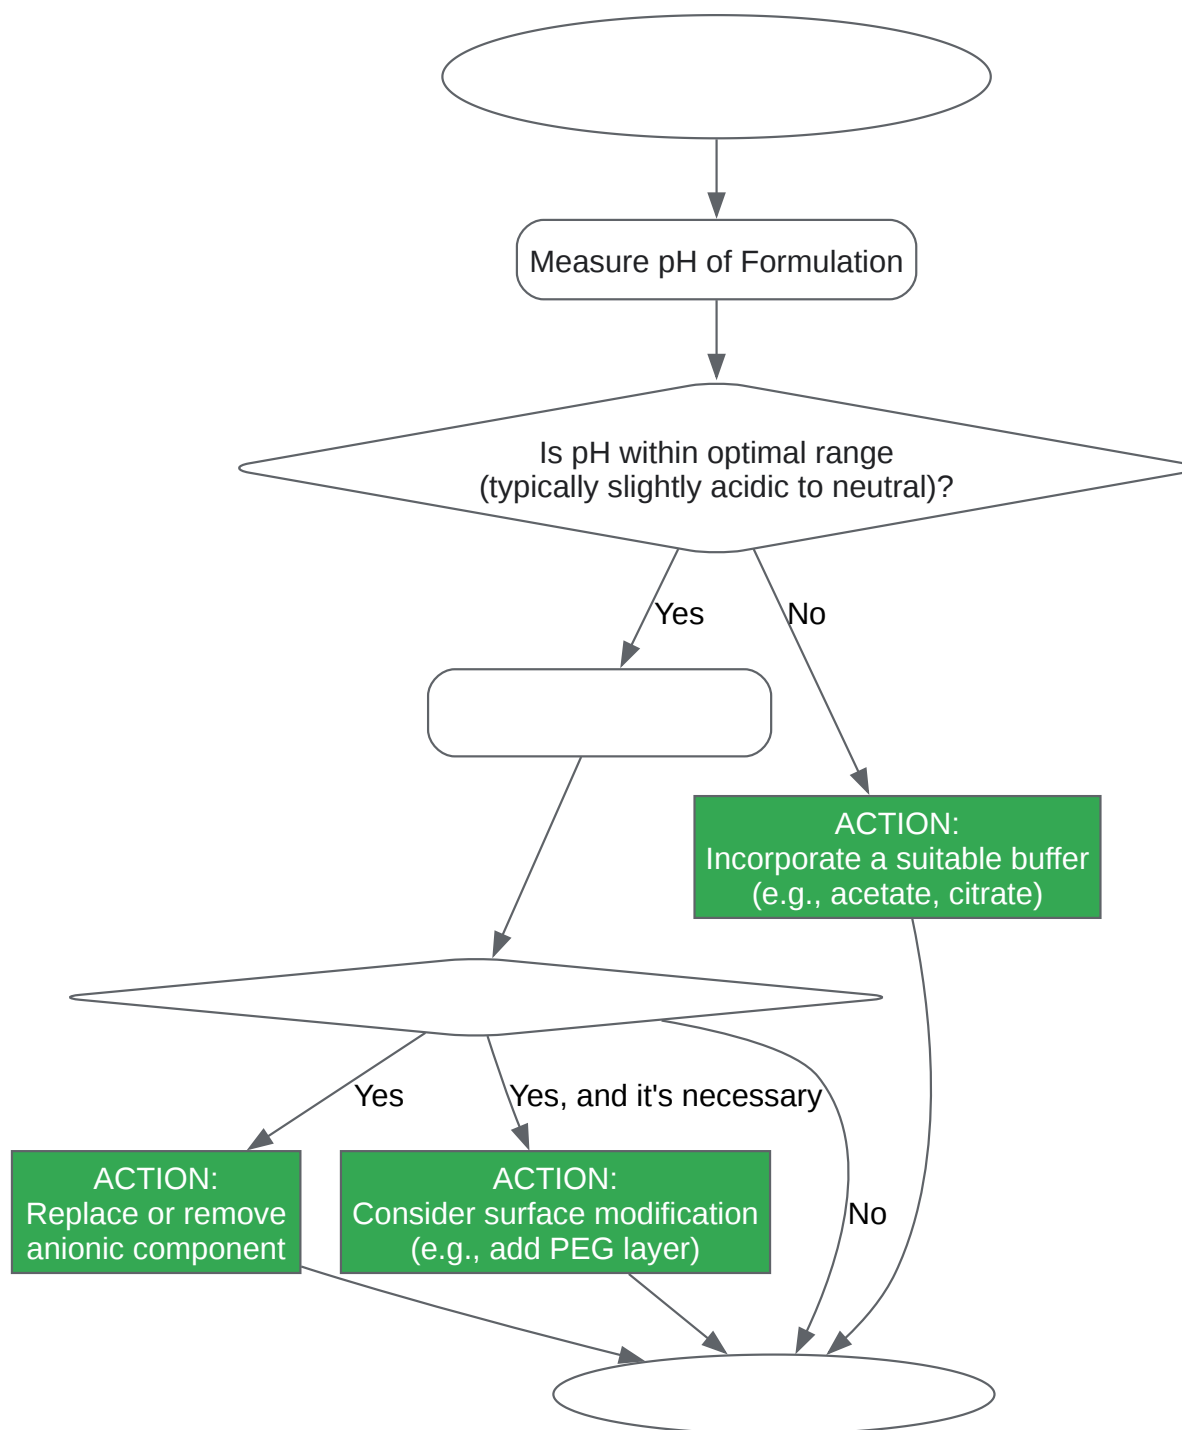 Measure pH of Formulation
Is pH within optimal range
(typically slightly acidic to neutral)?
Yes
No
ACTION:
Incorporate a suitable buffer
(e.g., acetate, citrate)
Yes
Yes, and it's necessary
ACTION:
Replace or remove
anionic component
ACTION:
Consider surface modification
(e.g., add PEG layer)
No